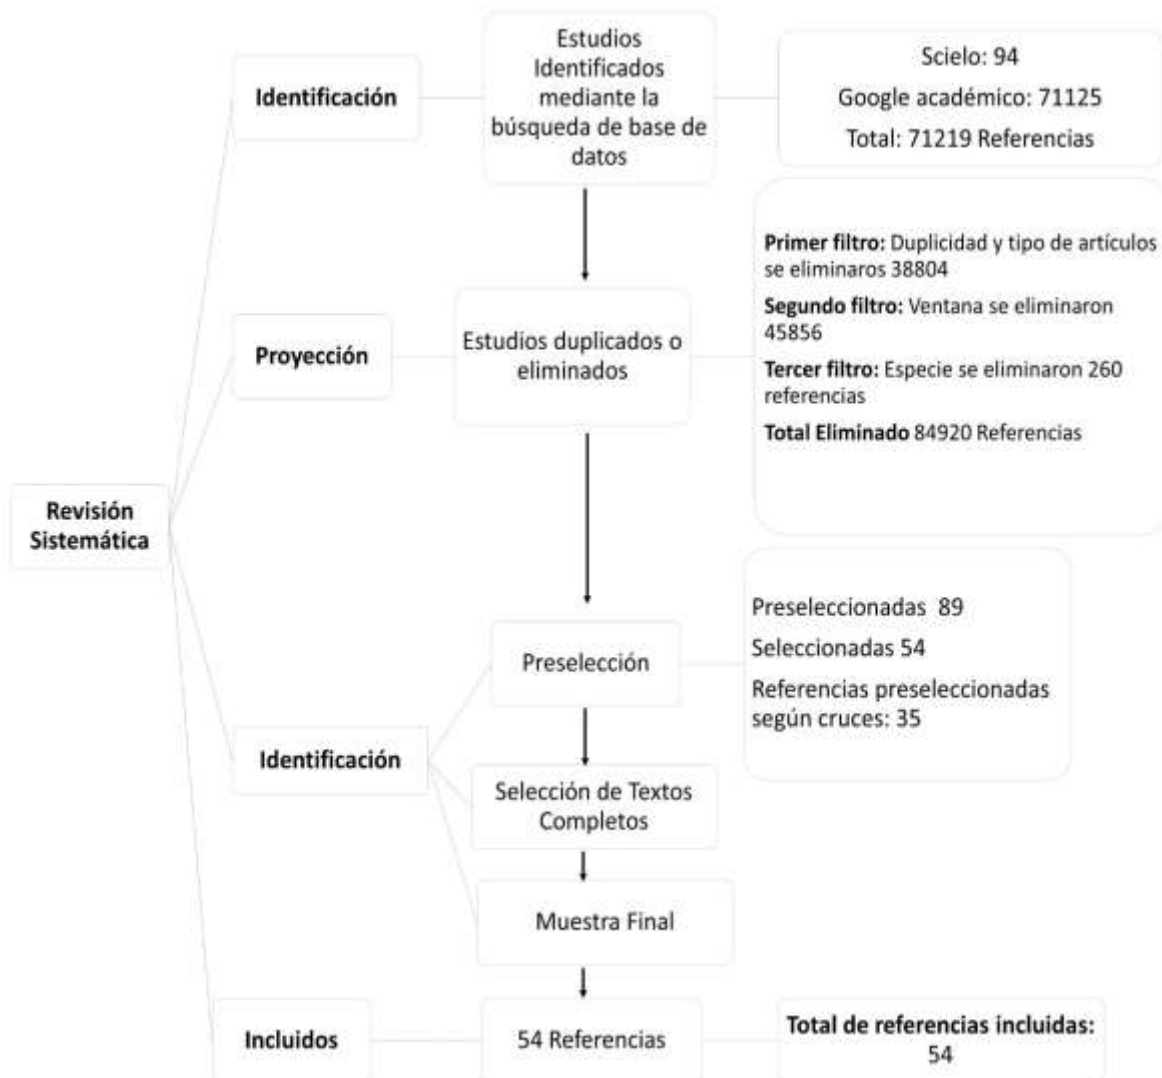 Estudios
Identificados
mediante la
búsqueda de base de
datos
Identificación
Scielo: 94
Google académico: 71125
Total: 71219 Referencias
Primer filtro: Duplicidad y tipo de artículos
se eliminaros 38804
Segundo filtro: Ventana se eliminaron
45856
Tercer filtro: Especie se eliminaron 260
referencias
Total Eliminado 84920 Referencias
Proyección
Estudios duplicados o
eliminados
Revisión
Sistemática
Preselección
Preseleccionadas 89
Seleccionadas 54
Referencias preseleccionadas
según cruces: 35
Identificación
Selección de Textos
Completos
Muestra Final
Incluidos
54 Referencias
Total de referencias incluidas:
54